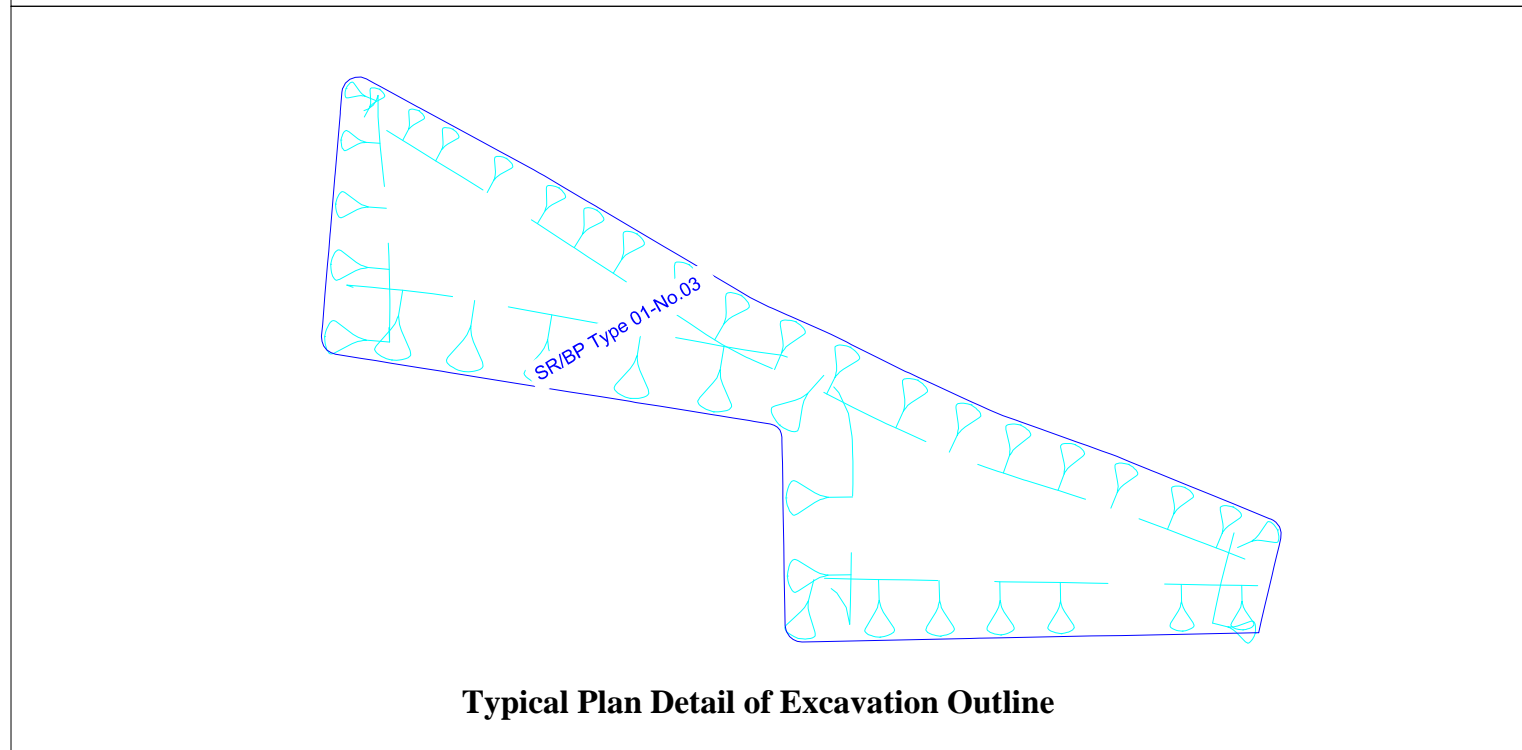 SR/BP Type 01-No.03
Typical Plan Detail of Excavation Outline